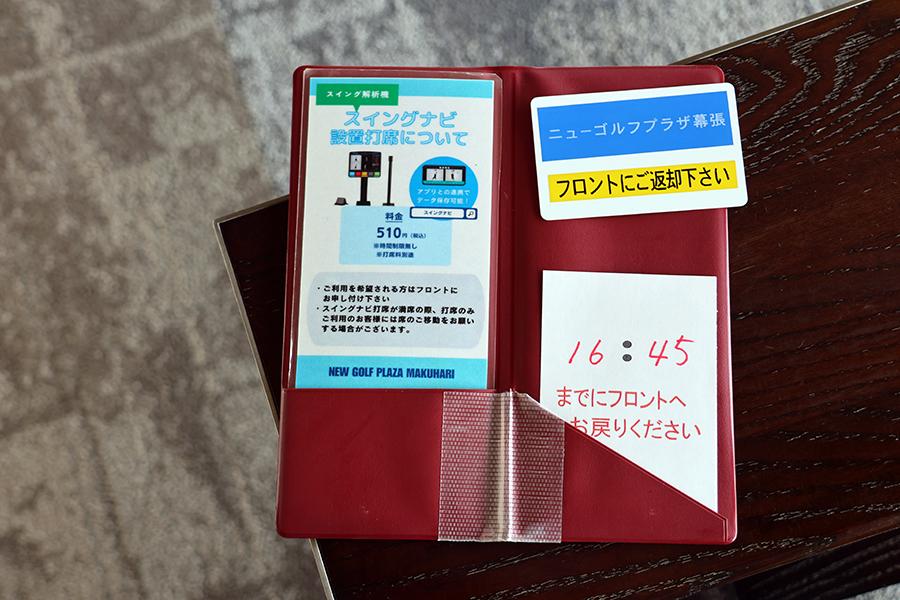 スイング解析機
スイングナビ
設置打席について
アプリとの連携で
データ保存可能！
スイングナビ
料金
510円（税込）
※時間制限無し
※打席料別途
・ご利用を希望される方はフロントに
お申し付け下さい
・スイングナビ打席が満席の際、打席のみ
ご利用のお客様には席のご移動をお願い
する場合がございます。
NEW GOLF PLAZA MAKUHARI
ニューゴルフプラザ幕張
フロントにご返却下さい
16:45
までにフロントへ
お戻りください